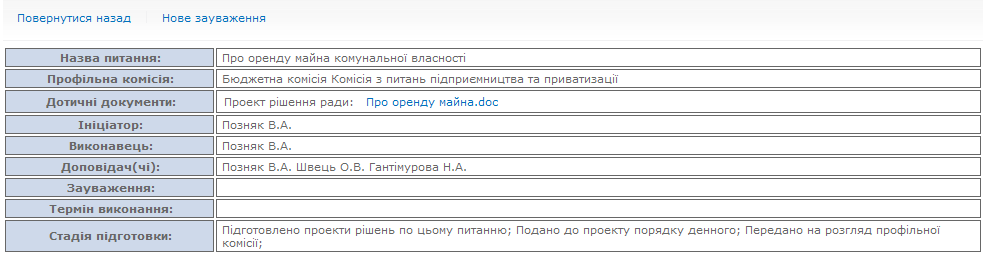 Повернутися назад Нове зауваження
Назва питання: Про оренду майна комунальної власності
Профільна комісія: Бюджетна комісія Комісія з питань підприємництва та приватизації
Дотичні документи: Проект рішення ради: Про оренду майна.doc
Ініціатор: Позняк В.А.
Виконавець: Позняк В.А.
Доповідач(чі): Позняк В.А. Швець О.В. Гантімурова Н.А.
Зауваження:
Термін виконання:
Стадія підготовки: Підготовлено проекти рішень по цьому питанню; Подано до проекту порядку денного; Передано на розгляд профільної
комісії;